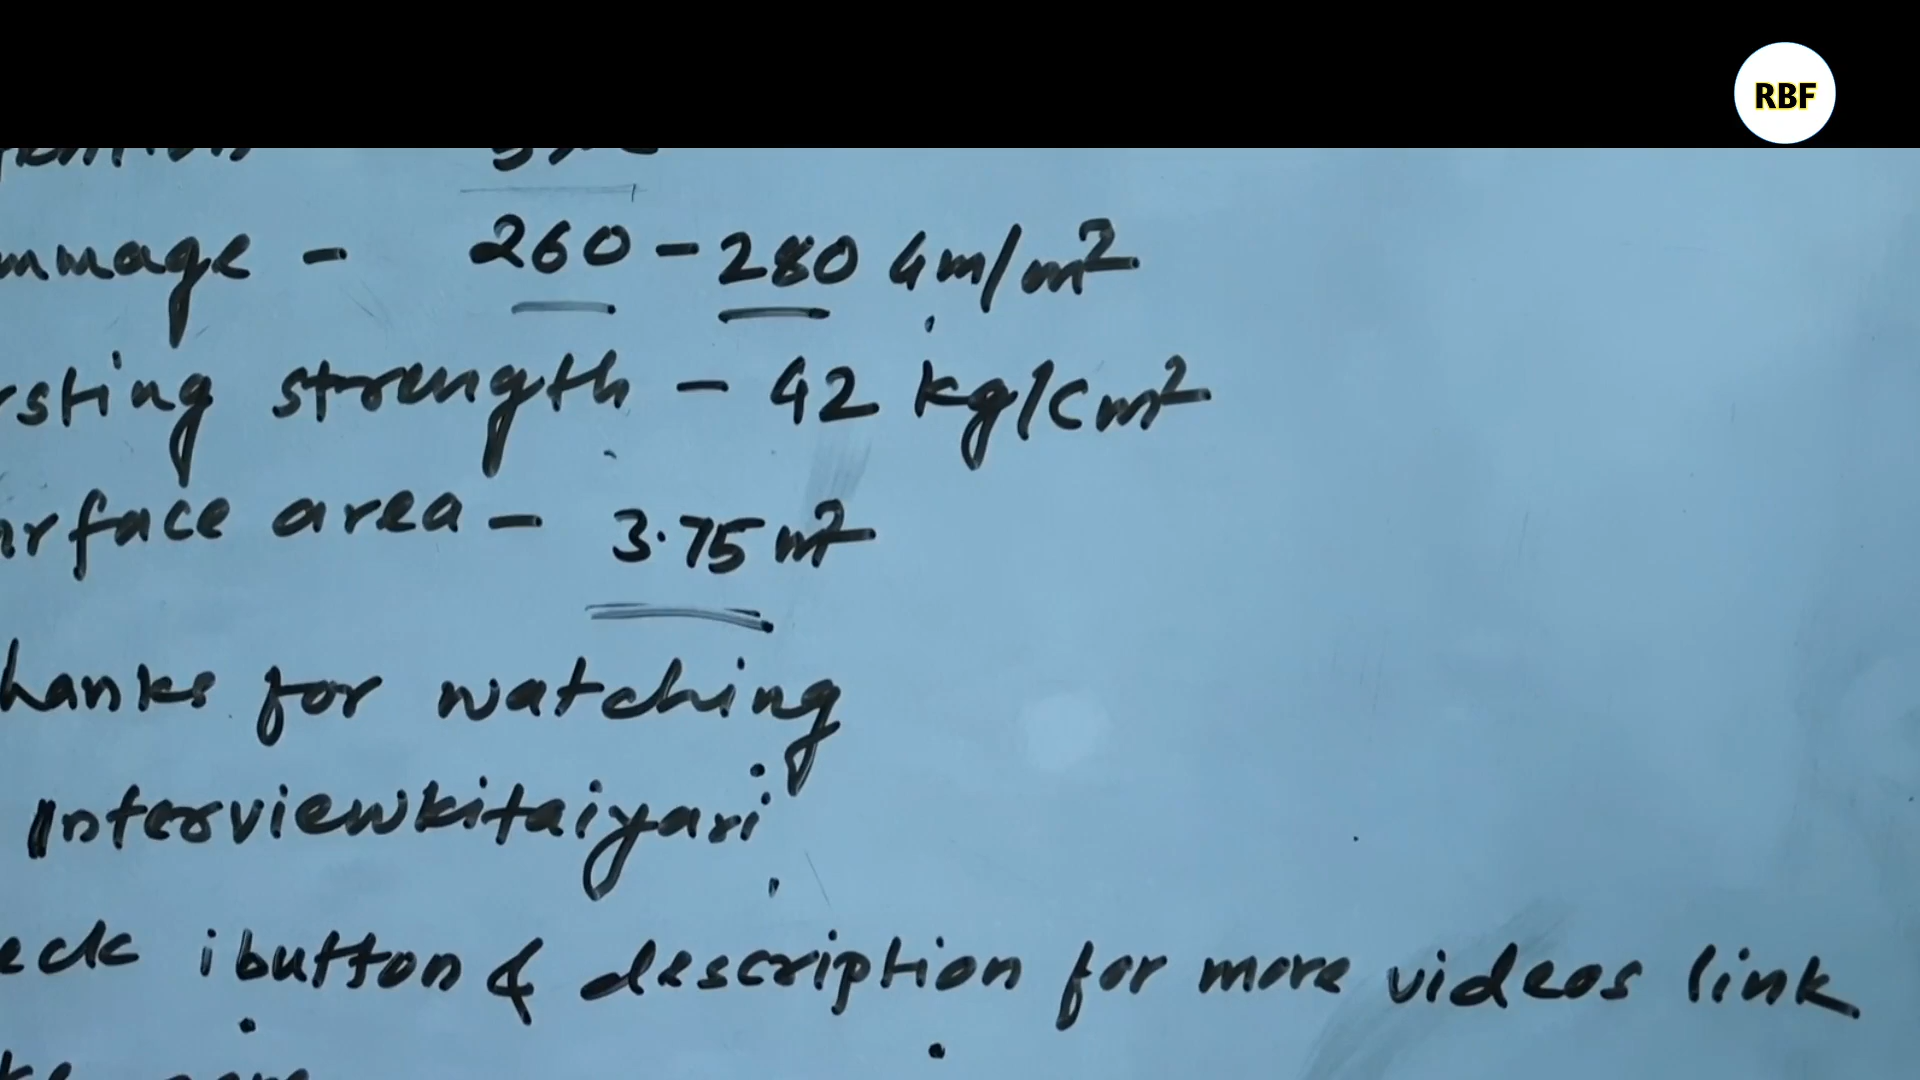 RBF
mmage - 260 - 280 Gm/m²
rsting strength - 42 kg/cm²
urface area - 3.75 m²
hanks for watching
Interviewkitaiyari
eck i button & description for more videos link